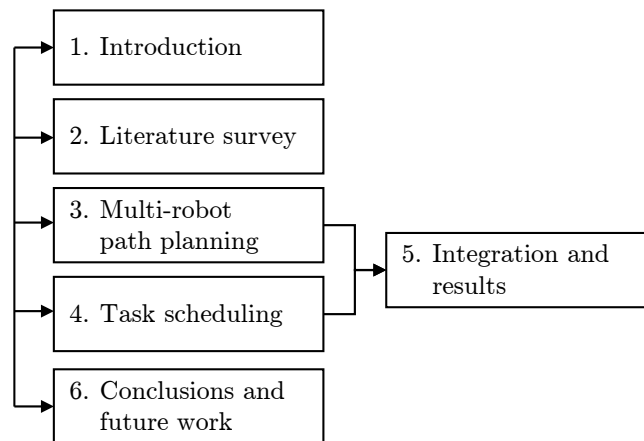 1. Introduction
2. Literature survey
3. Multi-robot
path planning
4. Task scheduling
5. Integration and
results
6. Conclusions and
future work